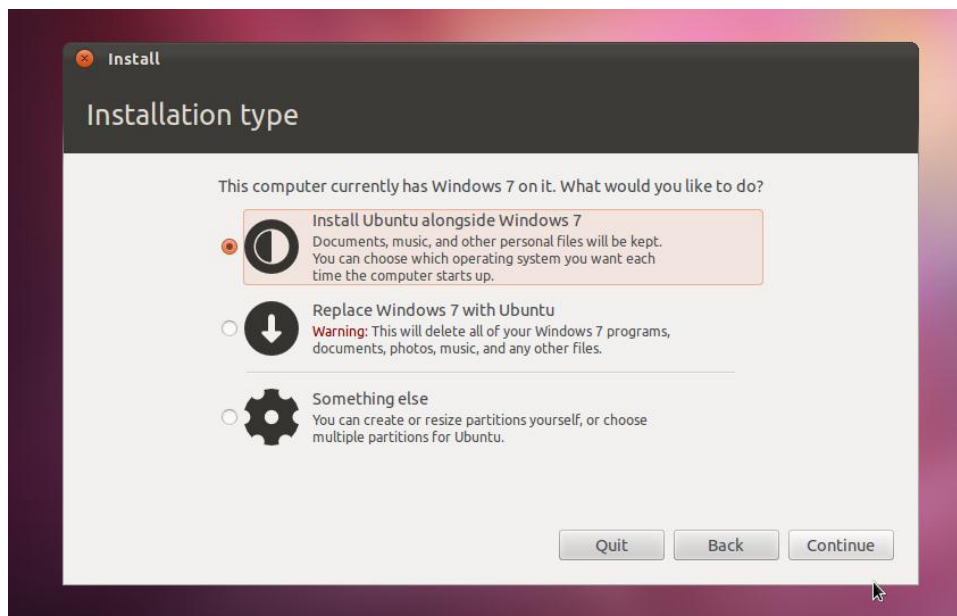 Install
Installation type
This computer currently has Windows 7 on it. What would you like to do?
Install Ubuntu alongside Windows 7
Documents, music, and other personal files will be kept.
You can choose which operating system you want each
time the computer starts up.
Replace Windows 7 with Ubuntu
Warning: This will delete all of your Windows 7 programs,
documents, photos, music, and any other files.
Something else
You can create or resize partitions yourself, or choose
multiple partitions for Ubuntu.
Quit Back Continue